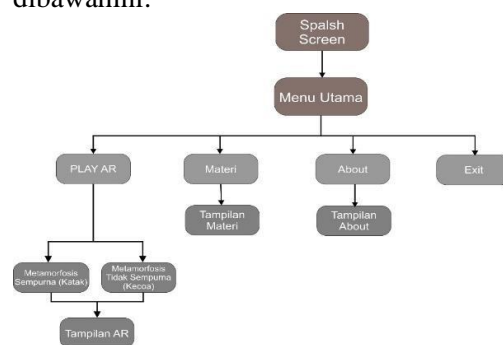 dibawahini:
Spalsh
Screen
Menu Utama
PLAY AR
Materi
About
Exit
Tampilan
Materi
Tampilan
About
Metamorfosis
Sempurna (Katak)
Metamorfosis
Tidak Sempurna
(Kecoa)
Tampilan AR